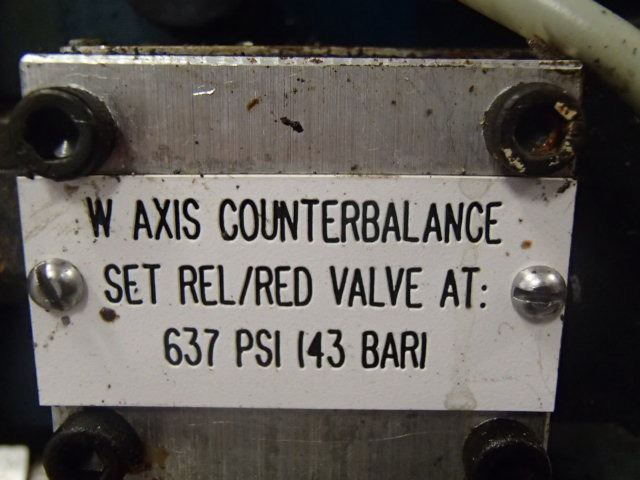 W AXIS COUNTERBALANCE
SET REL/RED VALVE AT:
637 PSI (43 BAR)